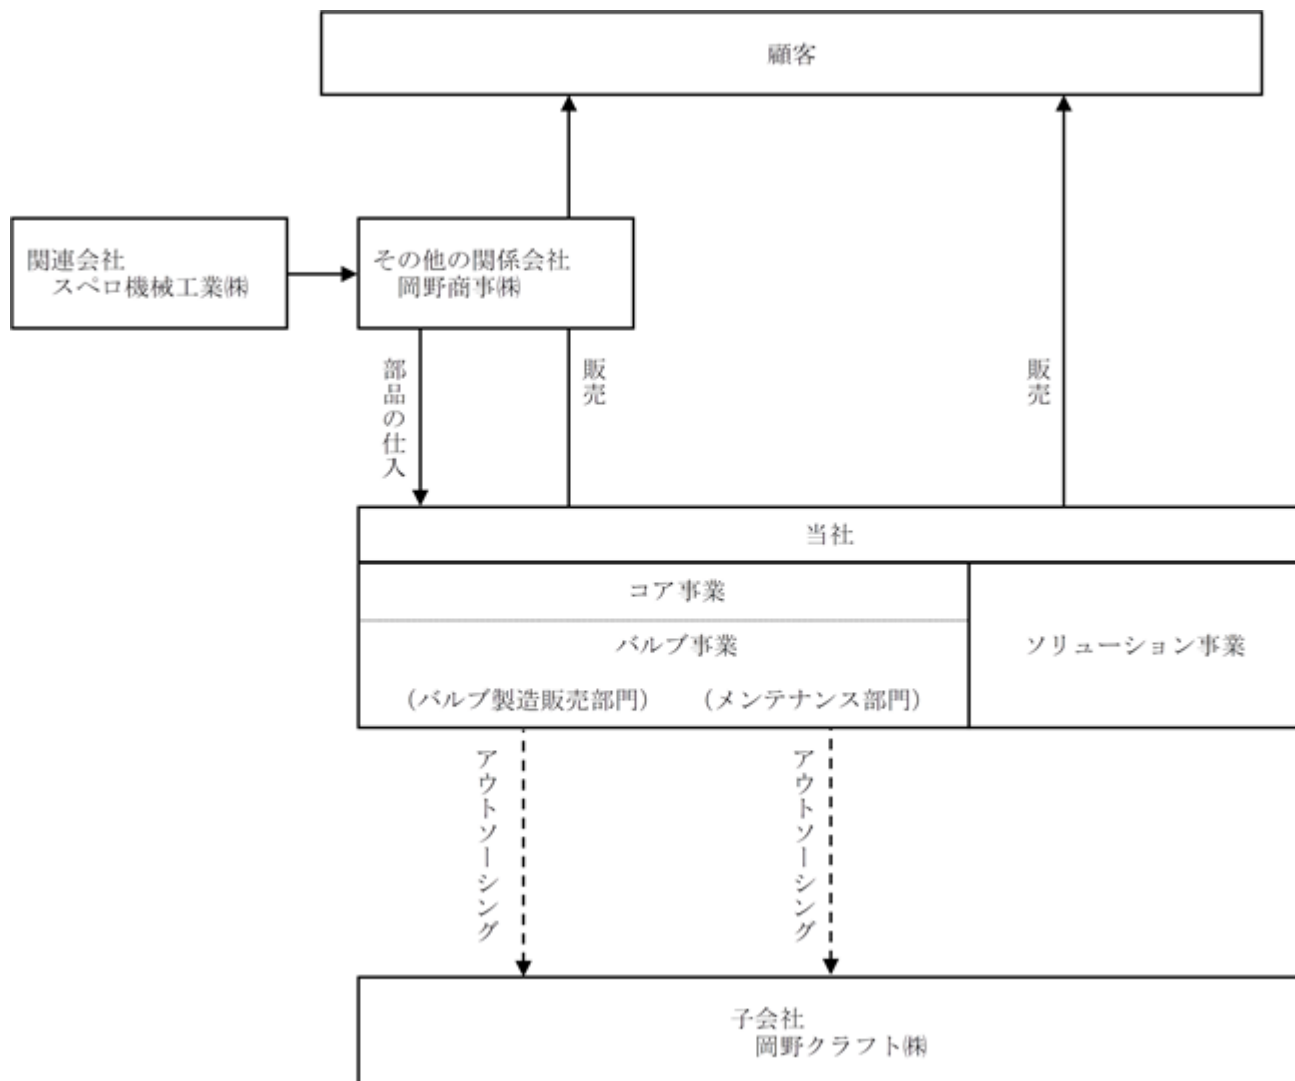 顧客
関連会社
スペロ機械工業㈱
その他の関係会社
岡野商事㈱
部品の仕入
販売
販売
当社
コア事業
バルブ事業
（バルブ製造販売部門）
（メンテナンス部門）
ソリューション事業
アウトソーシング
アウトソーシング
子会社
岡野クラフト㈱